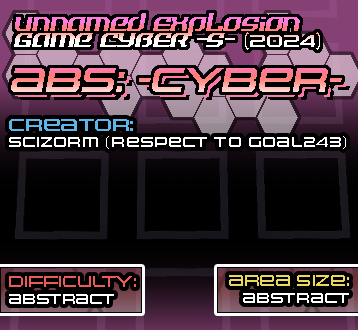 unnamed explosion
game cyber -s- (2024)
abs: -cyber-
creator:
scizorm (respect to goal243)
difficulty:
abstract
area size:
abstract